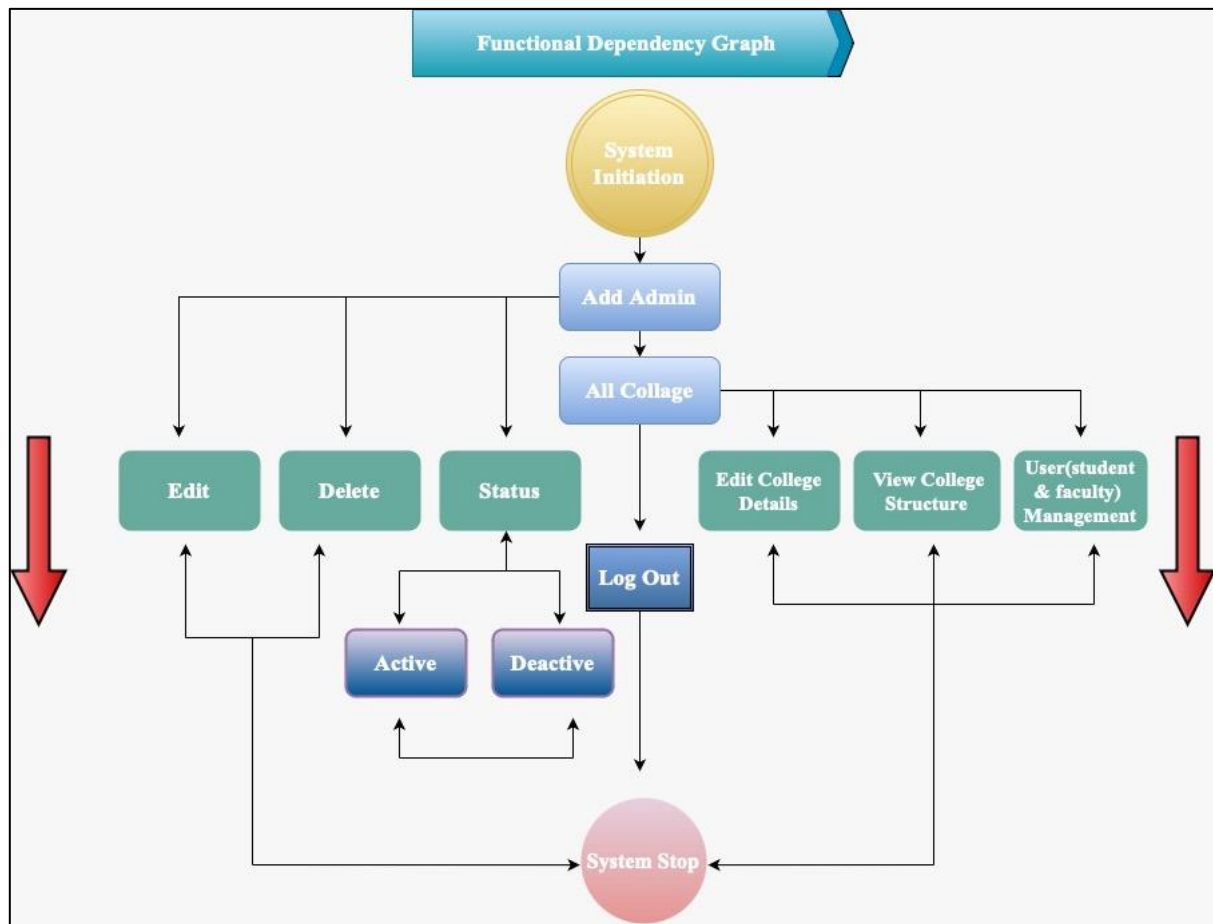 Functional Dependency Graph
System
Initiation
Add Admin
All Collage
Edit
Delete
Status
Edit College
Details
View College
Structure
User(student
& faculty)
Management
Log Out
Active
Deactive
System Stop